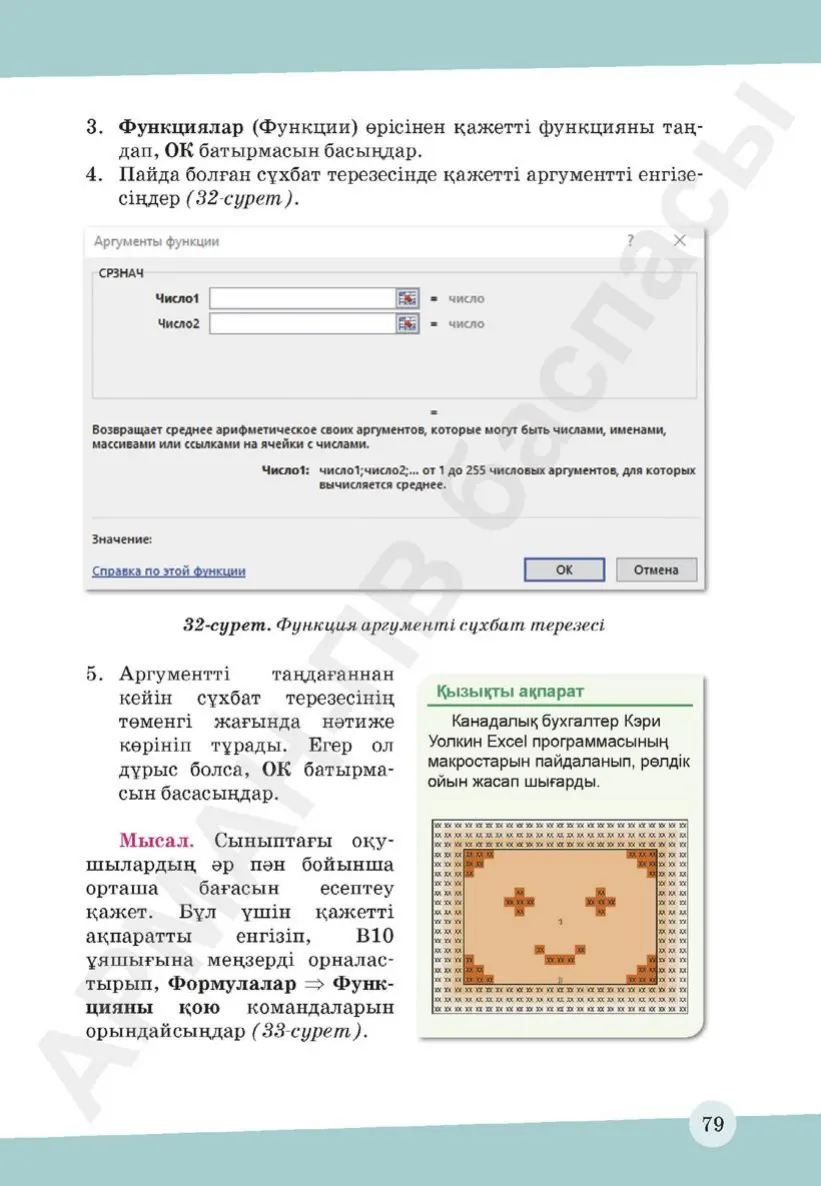 3. Функциялар (Функции) өрісінен қажетті функцияны таң-
дап, ОК батырмасын басыңдар.
4. Пайда болған сұхбат терезесінде қажетті аргументті енгізе-
сіңдер (32-сурет).
Аргументы функции ? ×
СРЗНАЧ
Число1 = число
Число2 = число
=
Возвращает среднее арифметическое своих аргументов, которые могут быть числами, именами,
массивами или ссылками на ячейки с числами.
Число1: число1;число2;... от 1 до 255 числовых аргументов, для которых
вычисляется среднее.
Значение:
Справка по этой функции
ОК Отмена
32-сурет. Функция аргументі сұхбат терезесі
5. Аргументті таңдағаннан
кейін сұхбат терезесінің
төменгі жағында нәтиже
көрініп тұрады. Егер ол
дұрыс болса, ОК батырма-
сын басасыңдар.
Мысал. Сыныптағы оқу-
шылардың әр пән бойынша
орташа бағасын есептеу
қажет. Бұл үшін қажетті
ақпаратты енгізіп, В10
ұяшығына меңзерді орналас-
тырып, Формулалар ⇒ Функ-
цияны қою командаларын
орындайсыңдар (33-сурет).
Қызықты ақпарат
Канадалық бухгалтер Кэри
Уолкин Excel программасының
макростарын пайдаланып, рөлдік
ойын жасап шығарды.
АРМАН-ПВ баспасы
79